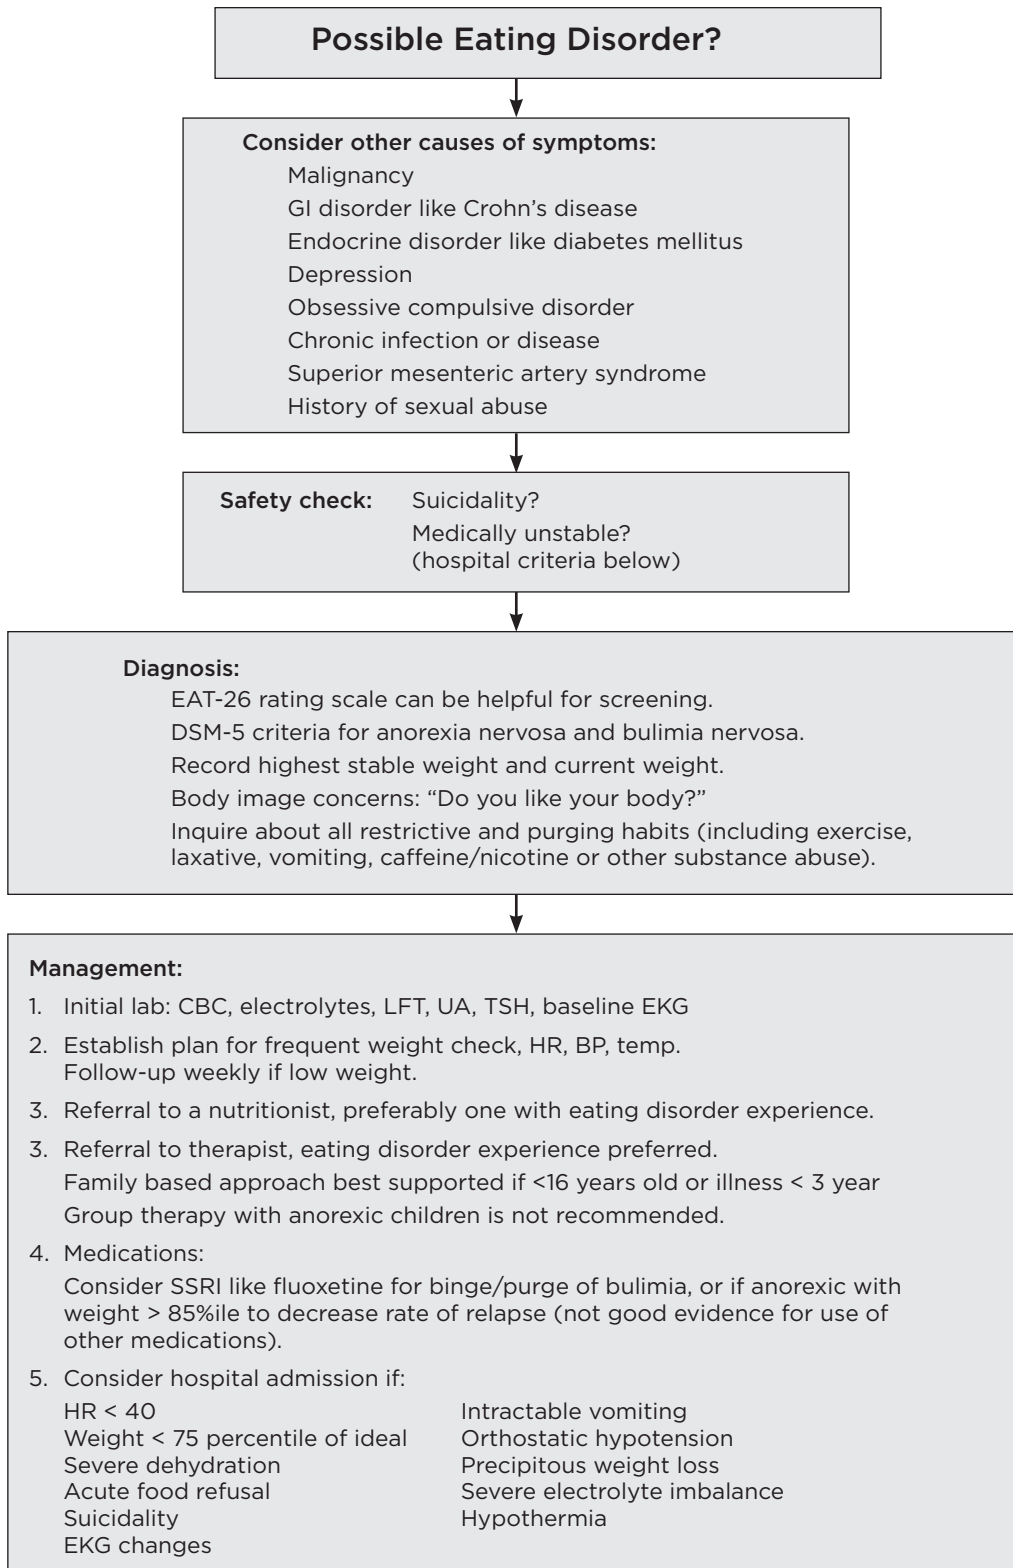 Possible Eating Disorder?
Consider other causes of symptoms:
Malignancy
GI disorder like Crohn's disease
Endocrine disorder like diabetes mellitus
Depression
Obsessive compulsive disorder
Chronic infection or disease
Superior mesenteric artery syndrome
History of sexual abuse
Safety check: Suicidality?
Medically unstable?
(hospital criteria below)
Diagnosis:
EAT-26 rating scale can be helpful for screening.
DSM-5 criteria for anorexia nervosa and bulimia nervosa.
Record highest stable weight and current weight.
Body image concerns: “Do you like your body?”
Inquire about all restrictive and purging habits (including exercise,
laxative, vomiting, caffeine/nicotine or other substance abuse).
Management:
1. Initial lab: CBC, electrolytes, LFT, UA, TSH, baseline EKG
2. Establish plan for frequent weight check, HR, BP, temp.
Follow-up weekly if low weight.
3. Referral to a nutritionist, preferably one with eating disorder experience.
3. Referral to therapist, eating disorder experience preferred.
Family based approach best supported if <16 years old or illness < 3 year
Group therapy with anorexic children is not recommended.
4. Medications:
Consider SSRI like fluoxetine for binge/purge of bulimia, or if anorexic with
weight > 85%ile to decrease rate of relapse (not good evidence for use of
other medications).
5. Consider hospital admission if:
HR < 40
Weight < 75 percentile of ideal
Severe dehydration
Acute food refusal
Suicidality
EKG changes
Intractable vomiting
Orthostatic hypotension
Precipitous weight loss
Severe electrolyte imbalance
Hypothermia